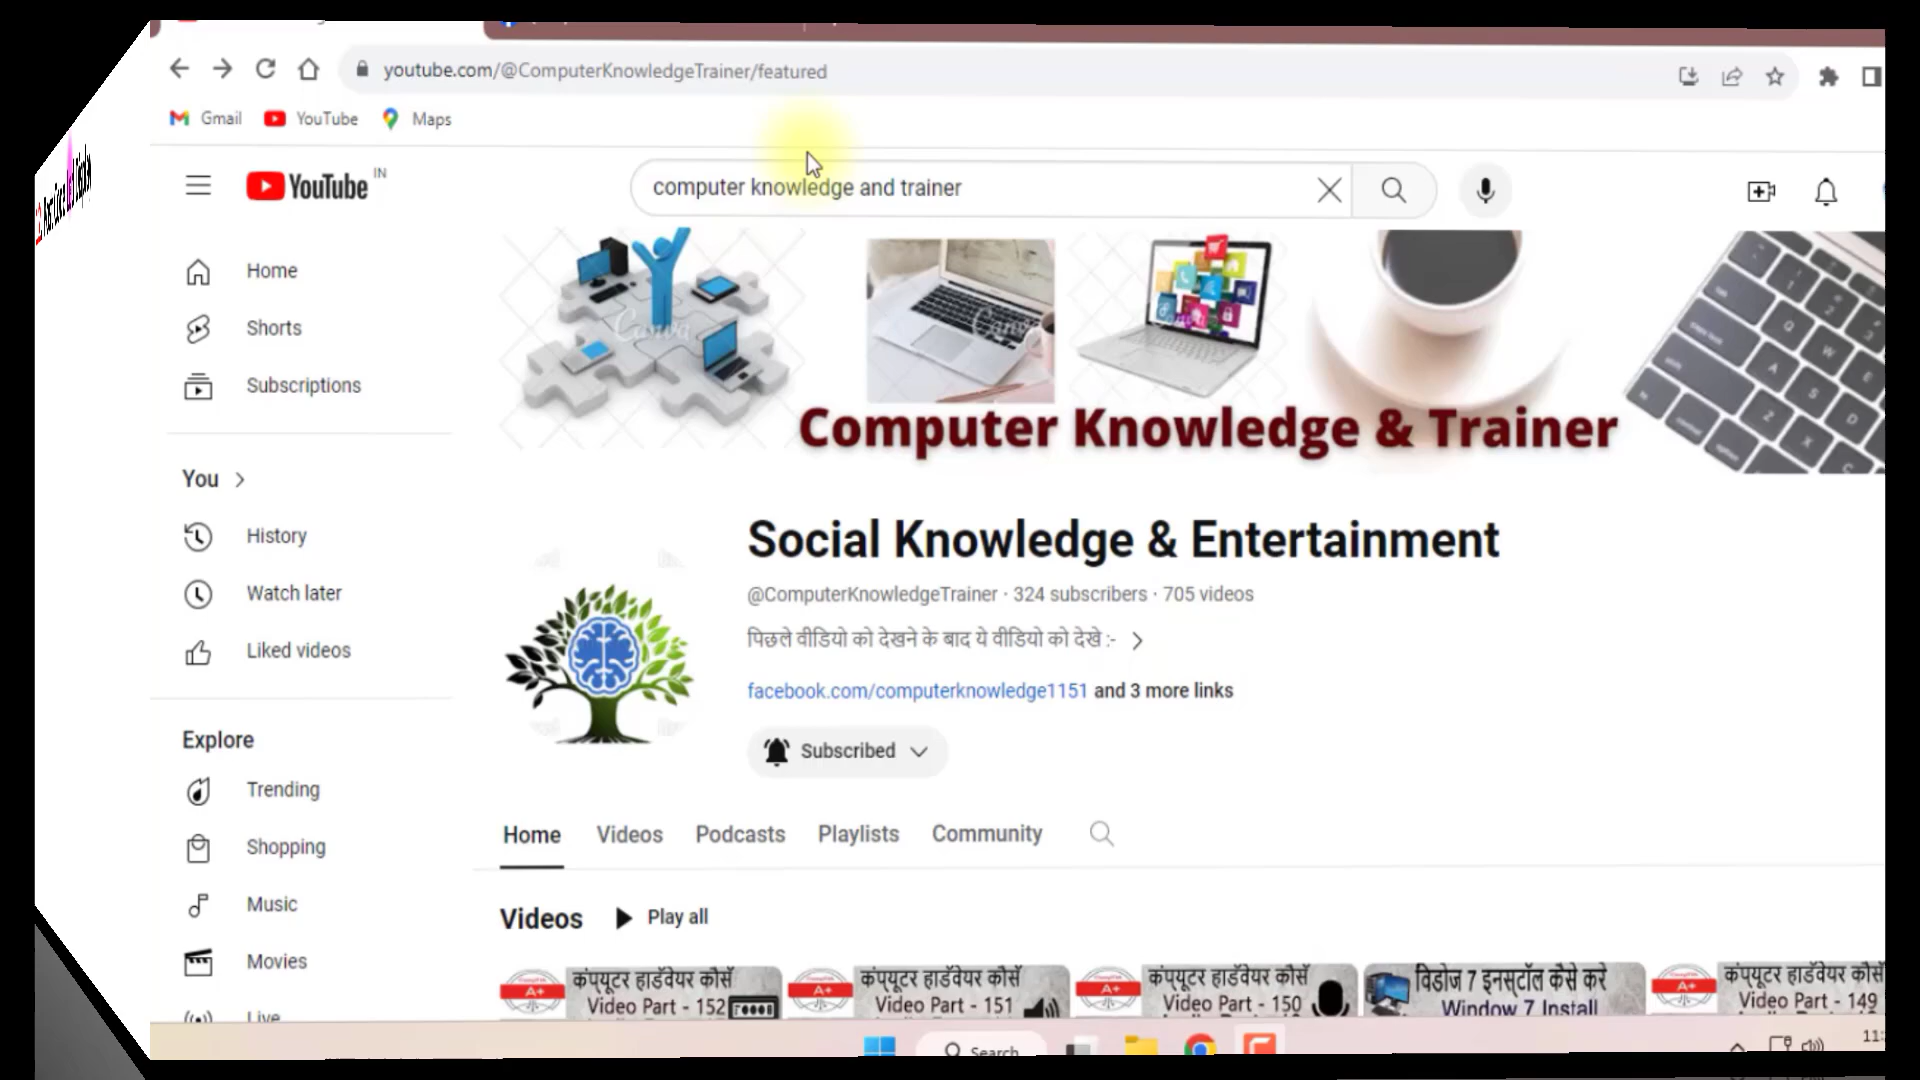 youtube.com/@ComputerKnowledgeTrainer/featured
Gmail YouTube Maps
YouTube IN
computer knowledge and trainer
Home
Shorts
Subscriptions
You
History
Watch later
Liked videos
Explore
Trending
Shopping
Music
Movies
Live
Canva Canva
Computer Knowledge & Trainer
Social Knowledge & Entertainment
@ComputerKnowledgeTrainer · 324 subscribers · 705 videos
पिछले वीडियो को देखने के बाद ये वीडियो को देखे :-
facebook.com/computerknowledge1151 and 3 more links
Subscribed
Home Videos Podcasts Playlists Community
Videos Play all
A+ कंप्यूटर हार्डवेयर कौर्स
Video Part - 152
A+ कंप्यूटर हार्डवेयर कौर्स
Video Part - 151
A+ कंप्यूटर हार्डवेयर कौर्स
Video Part - 150
विंडोज 7 इनस्टॉल कैसे करे
Window 7 Install
A+ कंप्यूटर हार्डवेयर कौर्स
Video Part - 149
Search